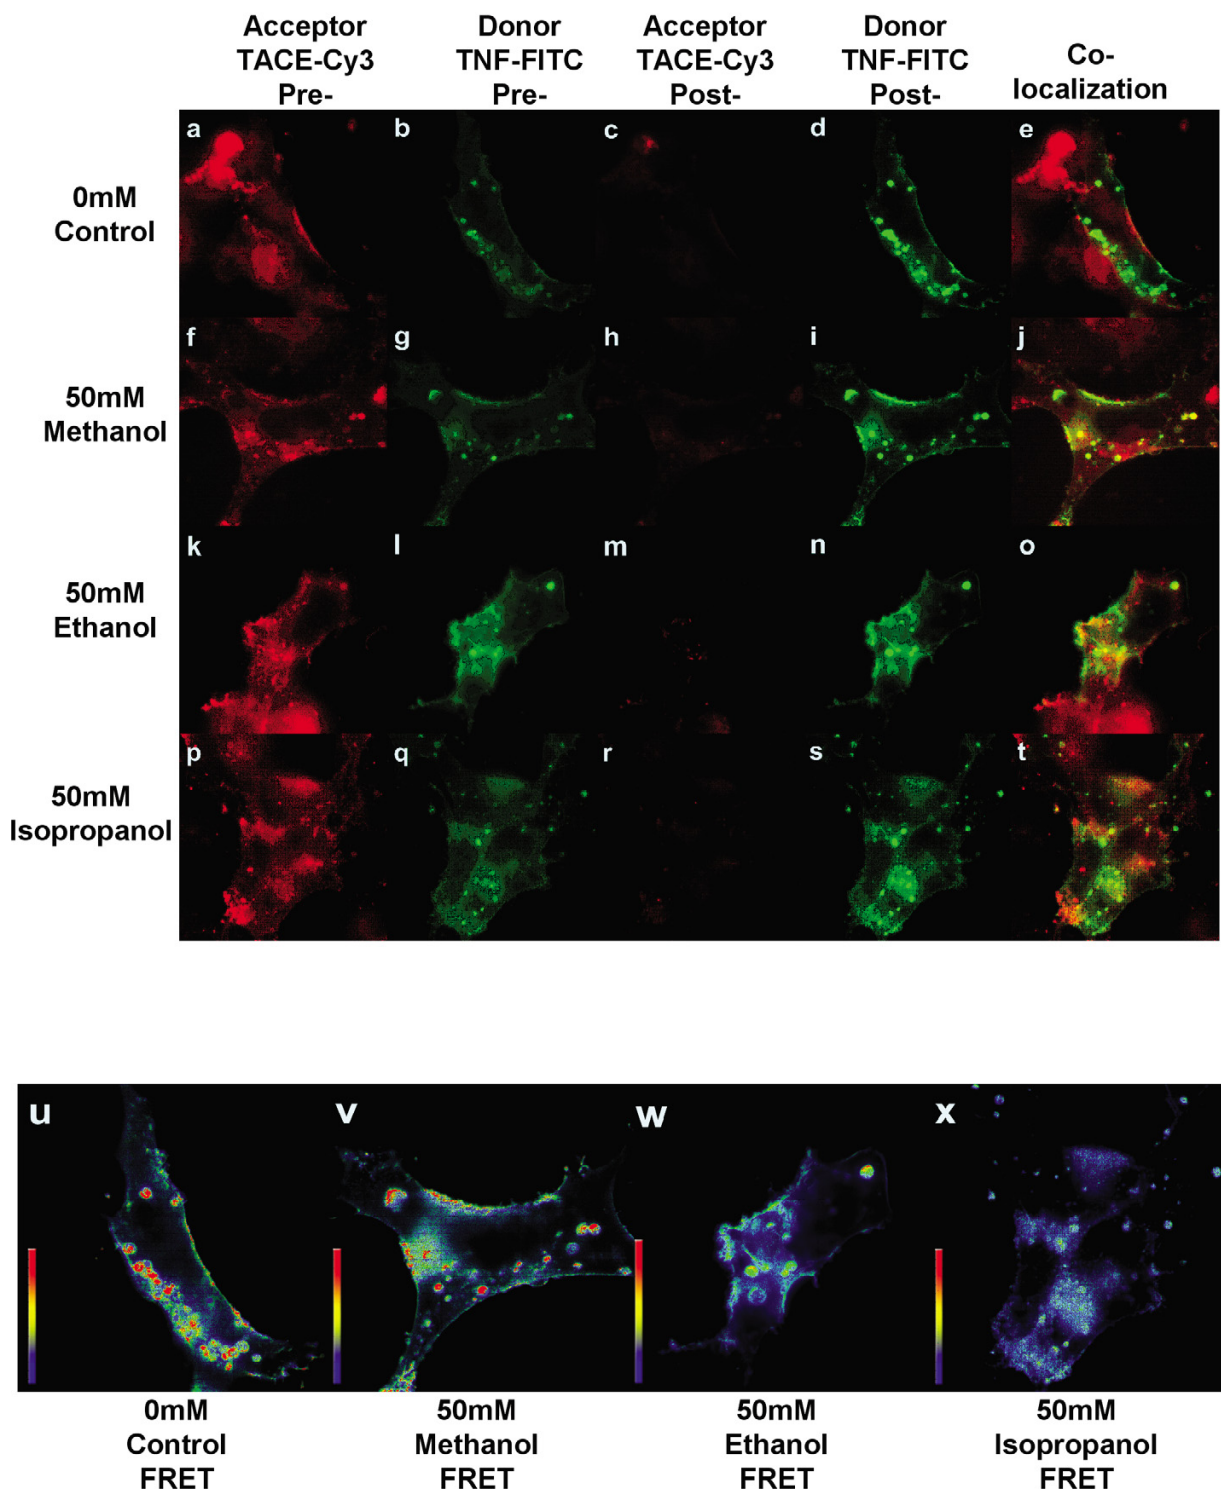 Acceptor
TACE-Cy3
Pre-
Donor
TNF-FITC
Pre-
Acceptor
TACE-Cy3
Post-
Donor
TNF-FITC
Post-
Co-
localization
0mM
Control
a b c d e
50mM
Methanol
f g h i j
50mM
Ethanol
k l m n o
50mM
Isopropanol
p q r s t
u v w x
0mM
Control
FRET
50mM
Methanol
FRET
50mM
Ethanol
FRET
50mM
Isopropanol
FRET